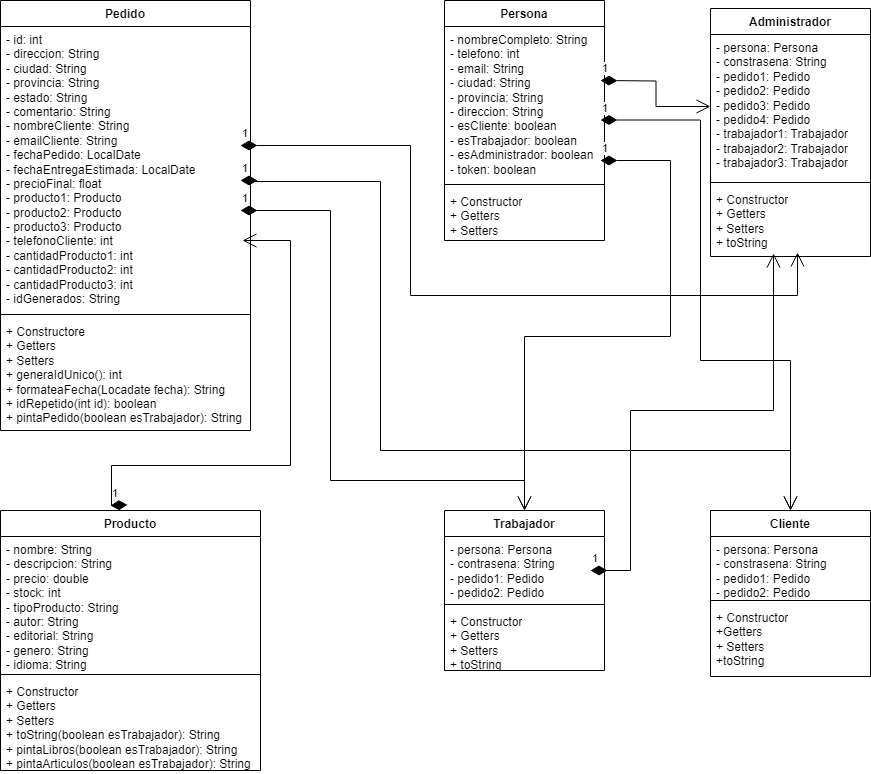 Pedido
- id: int
- direccion: String
- ciudad: String
- provincia: String
- estado: String
- comentario: String
- nombreCliente: String
- emailCliente: String
- fechaPedido: LocalDate
- fechaEntregaEstimada: LocalDate
- precioFinal: float
- producto1: Producto
- producto2: Producto
- producto3: Producto
- telefonoCliente: int
- cantidadProducto1: int
- cantidadProducto2: int
- cantidadProducto3: int
- idGenerados: String
+ Constructore
+ Getters
+ Setters
+ generaIdUnico(): int
+ formateaFecha(Locadate fecha): String
+ idRepetido(int id): boolean
+ pintaPedido(boolean esTrabajador): String
1
1
1
Persona
- nombreCompleto: String
- telefono: int
- email: String
- ciudad: String
- provincia: String
- direccion: String
- esCliente: boolean
- esTrabajador: boolean
- esAdministrador: boolean
- token: boolean
+ Constructor
+ Getters
+ Setters
1
1
1
Administrador
- persona: Persona
- constrasena: String
- pedido1: Pedido
- pedido2: Pedido
- pedido3: Pedido
- pedido4: Pedido
- trabajador1: Trabajador
- trabajador2: Trabajador
- trabajador3: Trabajador
+ Constructor
+ Getters
+ Setters
+ toString
1
Producto
- nombre: String
- descripcion: String
- precio: double
- stock: int
- tipoProducto: String
- autor: String
- editorial: String
- genero: String
- idioma: String
+ Constructor
+ Getters
+ Setters
+ toString(boolean esTrabajador): String
+ pintaLibros(boolean esTrabajador): String
+ pintaArticulos(boolean esTrabajador): String
Trabajador
- persona: Persona
- contrasena: String
- pedido1: Pedido
- pedido2: Pedido
+ Constructor
+ Getters
+ Setters
+ toString
1
Cliente
- persona: Persona
- constrasena: String
- pedido1: Pedido
- pedido2: Pedido
+ Constructor
+Getters
+ Setters
+toString